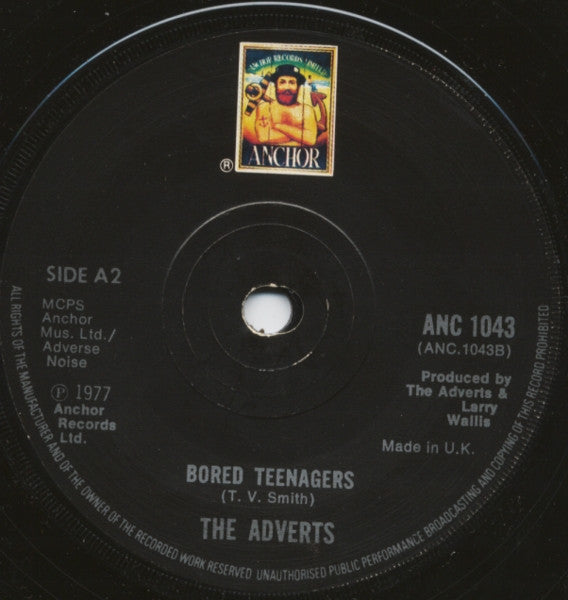 ANCHOR RECORDS LIMITED
ANCHOR
®
SIDE A2
MCPS
Anchor
Mus. Ltd./
Adverse
Noise
℗ 1977
Anchor
Records
Ltd.
ANC 1043
(ANC.1043B)
Produced by
The Adverts &
Larry
Wallis
Made in U.K.
BORED TEENAGERS
(T. V. Smith)
THE ADVERTS
ALL RIGHTS OF THE MANUFACTURER AND OF THE OWNER OF THE RECORDED WORK RESERVED UNAUTHORISED PUBLIC PERFORMANCE BROADCASTING AND COPYING OF THIS RECORD PROHIBITED